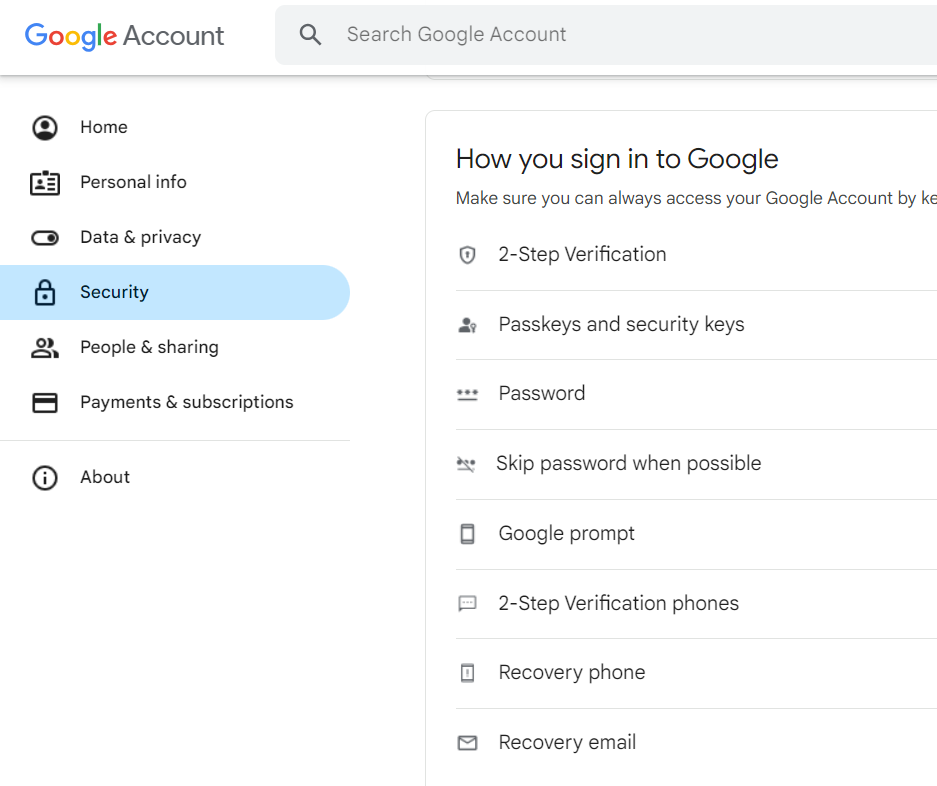 Google Account
Search Google Account
Home
Personal info
Data & privacy
Security
People & sharing
Payments & subscriptions
About
How you sign in to Google
Make sure you can always access your Google Account by ke
2-Step Verification
Passkeys and security keys
Password
Skip password when possible
Google prompt
2-Step Verification phones
Recovery phone
Recovery email